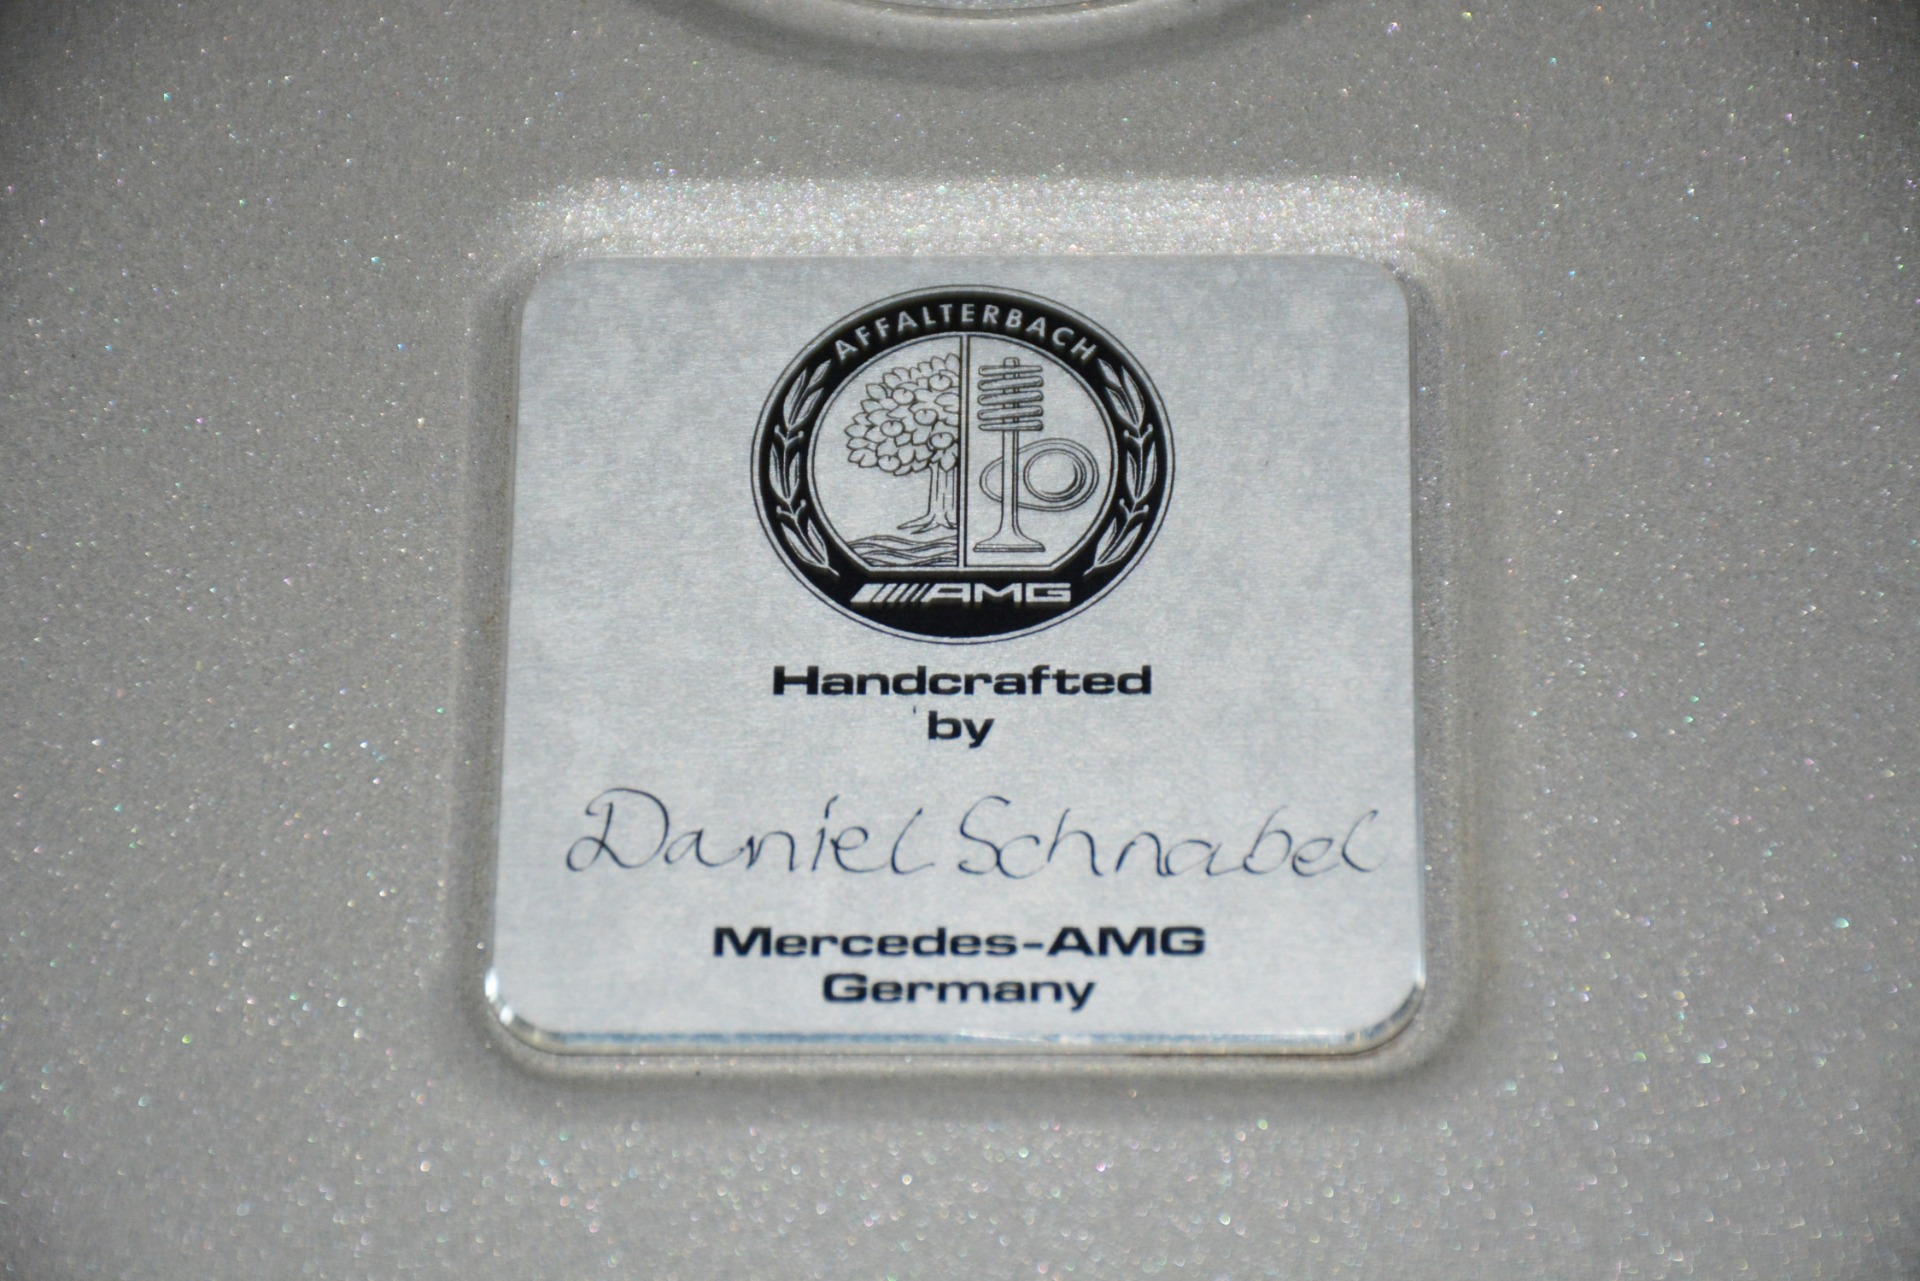 AFFALTERBACH
AMG
Handcrafted
by
Daniel Schnabel
Mercedes-AMG
Germany